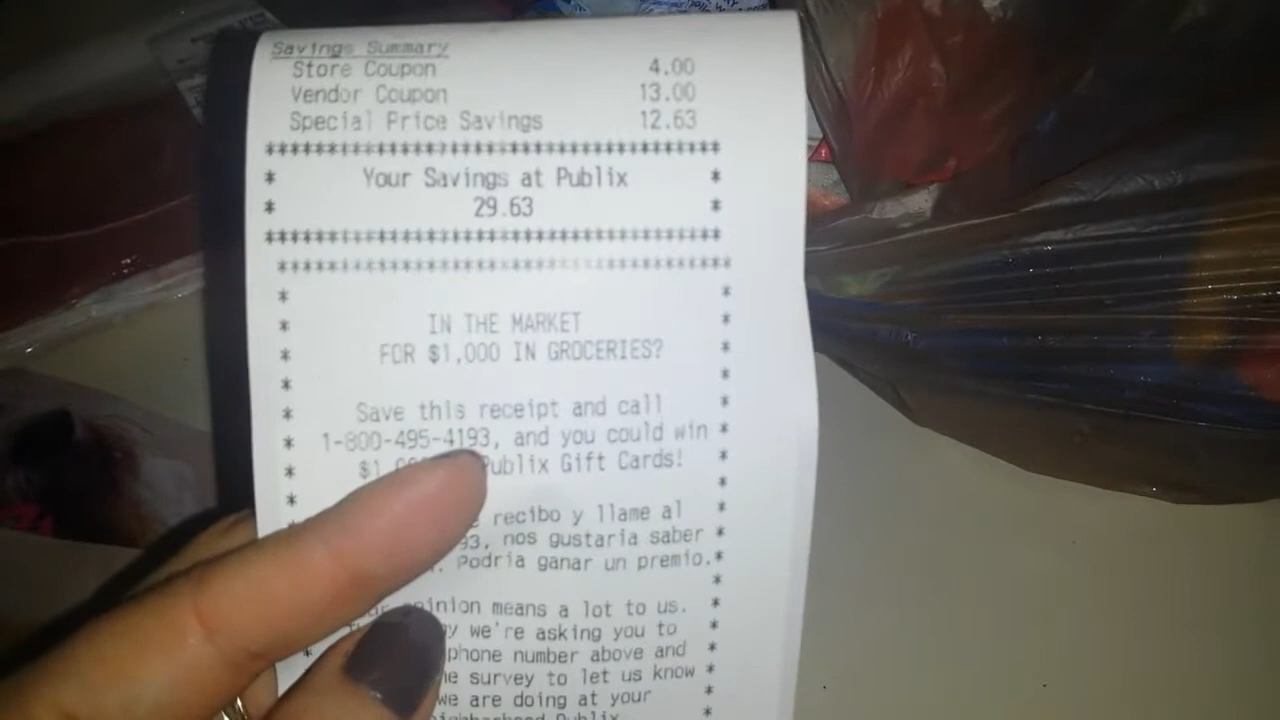 Savings Summary
Store Coupon 4.00
Vendor Coupon 13.00
Special Price Savings 12.63
****************************************
* Your Savings at Publix *
* 29.63 *
****************************************
****************************************
* *
* IN THE MARKET *
* FOR $1,000 IN GROCERIES? *
* *
* Save this receipt and call *
* 1-800-495-4193, and you could win *
* $1 Publix Gift Cards! *
* *
recibo y llame al *
93, nos gustaria saber *
Podria ganar un premio. *
*
opinion means a lot to us. *
we're asking you to *
* phone number above and *
survey to let us know *
we are doing at your *
Publix *